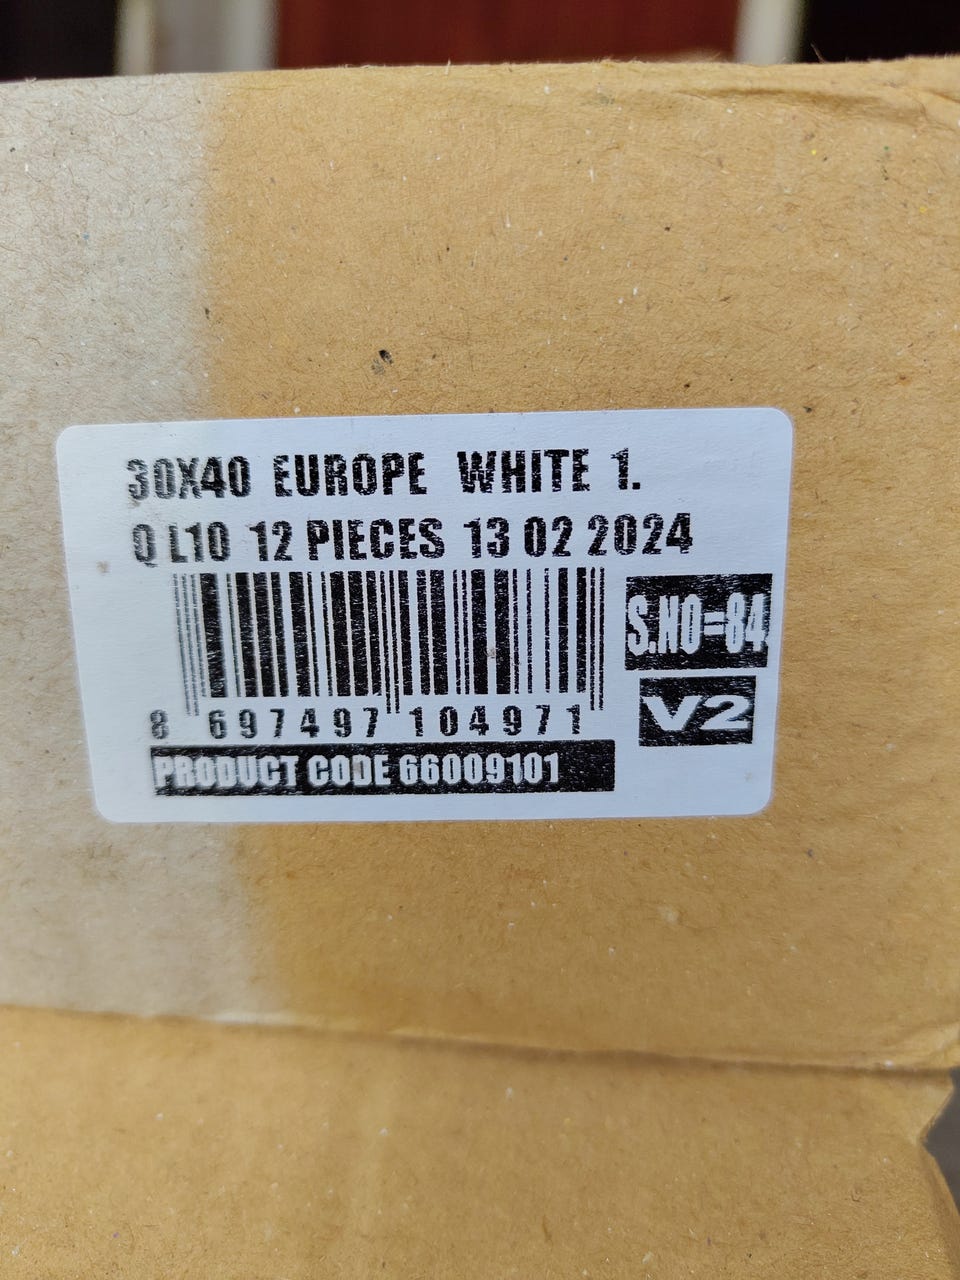 30X40 EUROPE WHITE 1.
Q L10 12 PIECES 13 02 2024
S.NO=84
V2
8 697497 104971
PRODUCT CODE 66009101